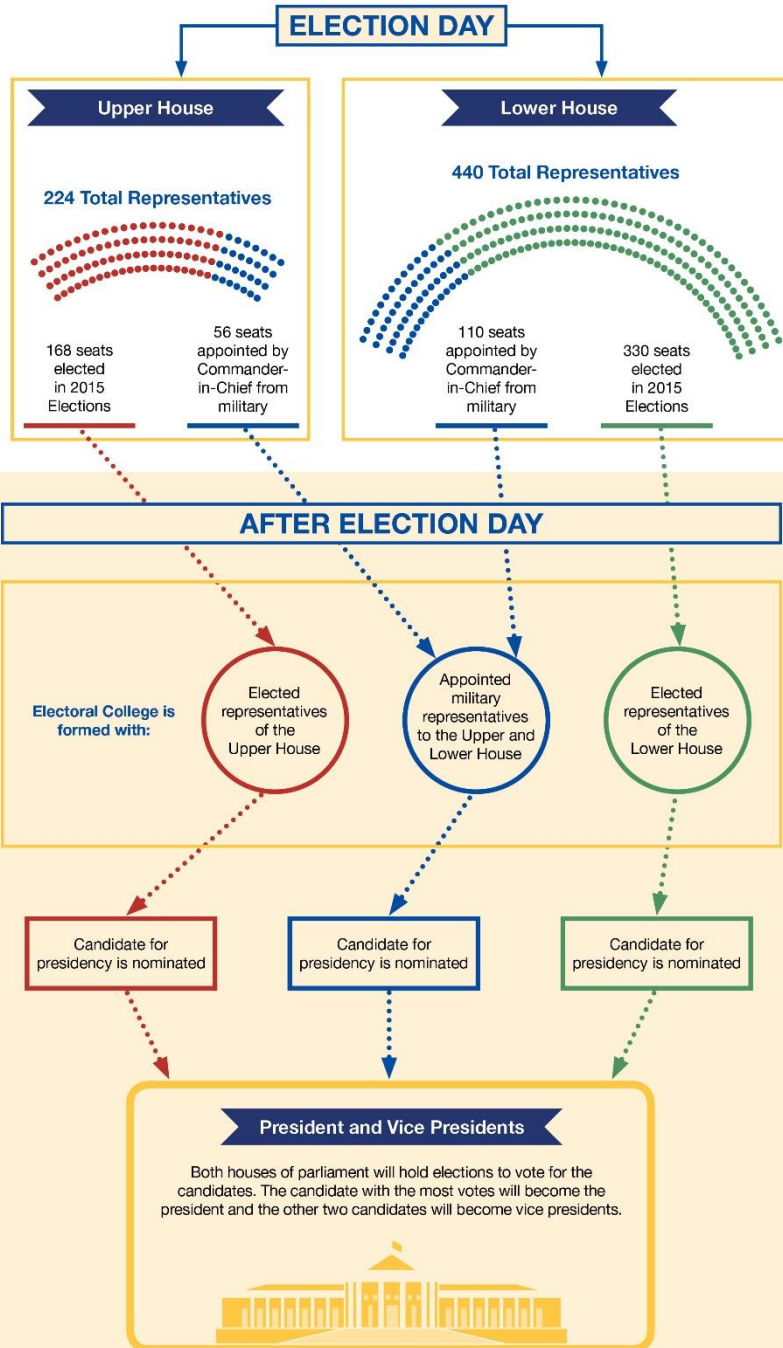 ELECTION DAY
Upper House
224 Total Representatives
168 seats
elected
in 2015
Elections
56 seats
appointed by
Commander-
in-Chief from
military
Lower House
440 Total Representatives
110 seats
appointed by
Commander-
in-Chief from
military
330 seats
elected
in 2015
Elections
AFTER ELECTION DAY
Electoral College is
formed with:
Elected
representatives
of the
Upper House
Appointed
military
representatives
to the Upper and
Lower House
Elected
representatives
of the
Lower House
Candidate for
presidency is nominated
Candidate for
presidency is nominated
Candidate for
presidency is nominated
President and Vice Presidents
Both houses of parliament will hold elections to vote for the
candidates. The candidate with the most votes will become the
president and the other two candidates will become vice presidents.